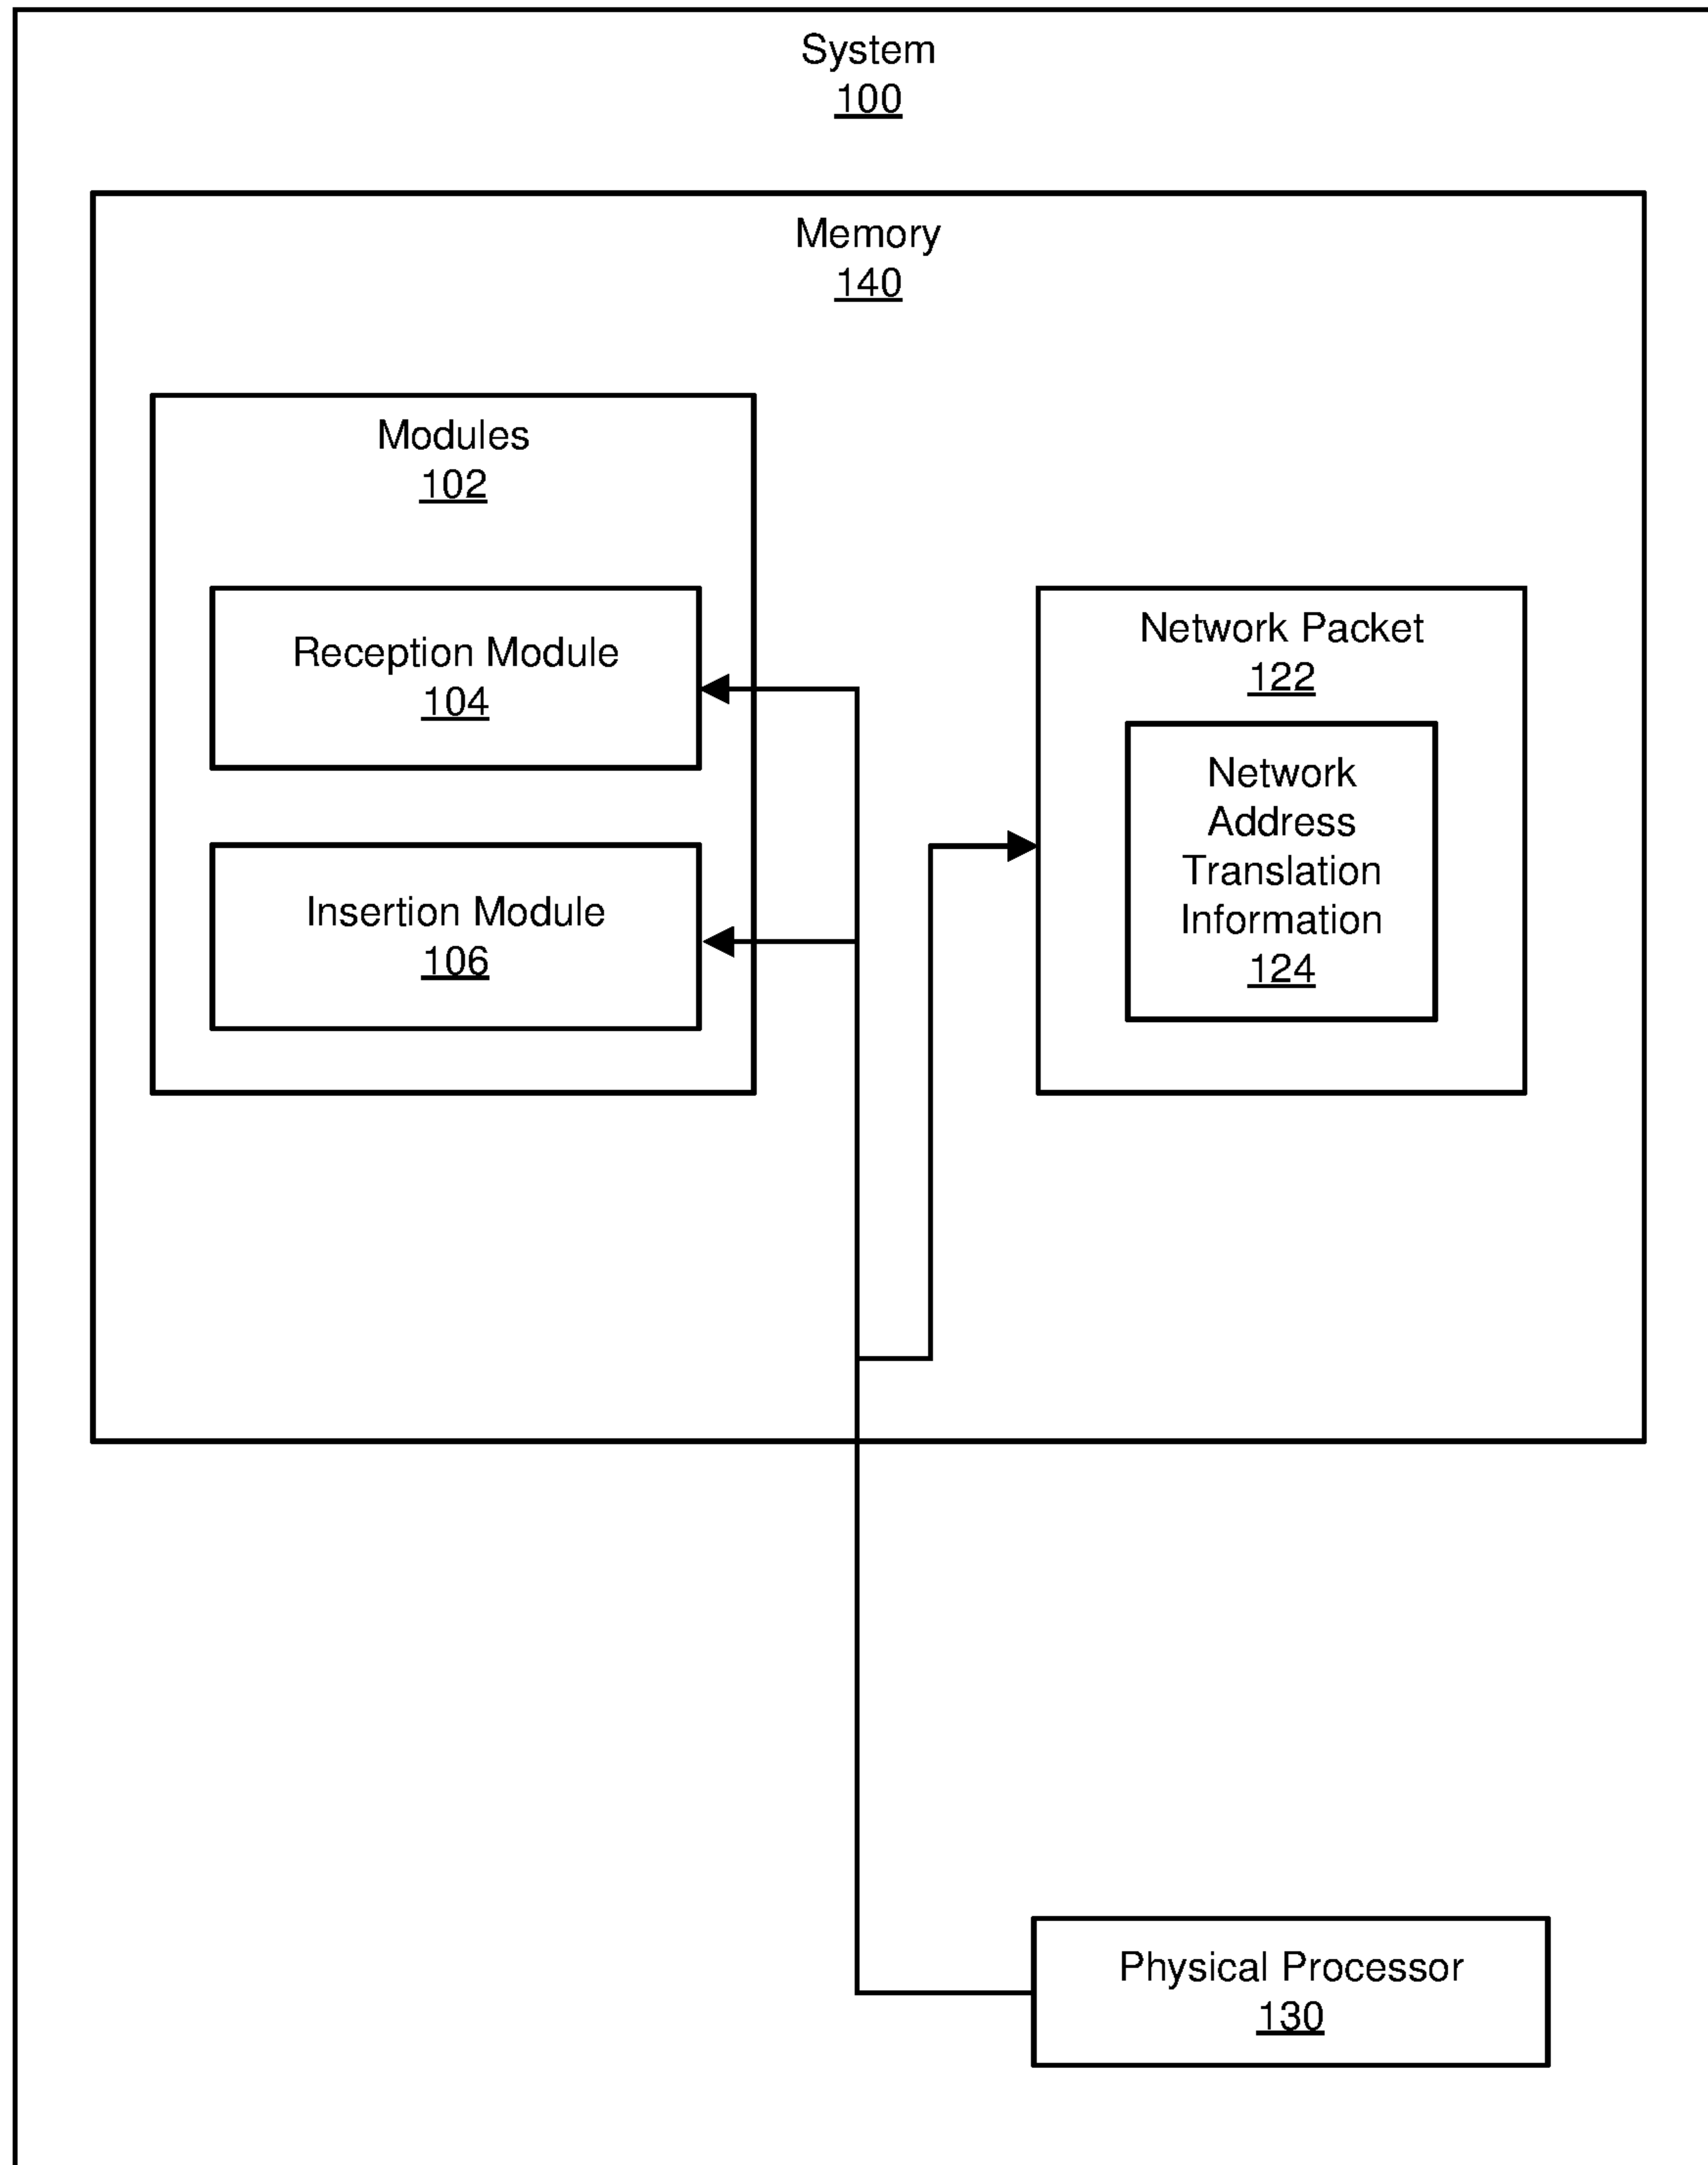 System
100
Memory
140
Modules
102
Reception Module
104
Insertion Module
106
Network Packet
122
Network
Address
Translation
Information
124
Physical Processor
130